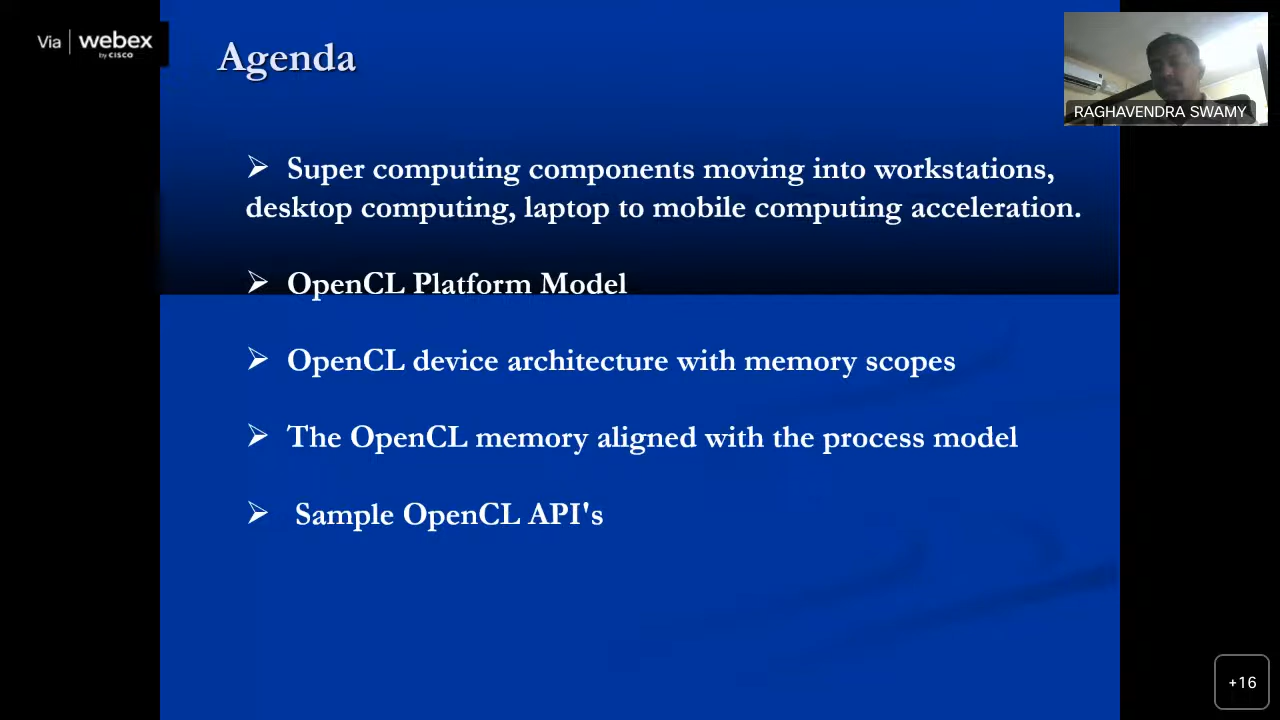 Via webex
by CISCO
Agenda
RAGHAVENDRA SWAMY
➢ Super computing components moving into workstations,
desktop computing, laptop to mobile computing acceleration.
➢ OpenCL Platform Model
➢ OpenCL device architecture with memory scopes
➢ The OpenCL memory aligned with the process model
➢ Sample OpenCL API's
+16